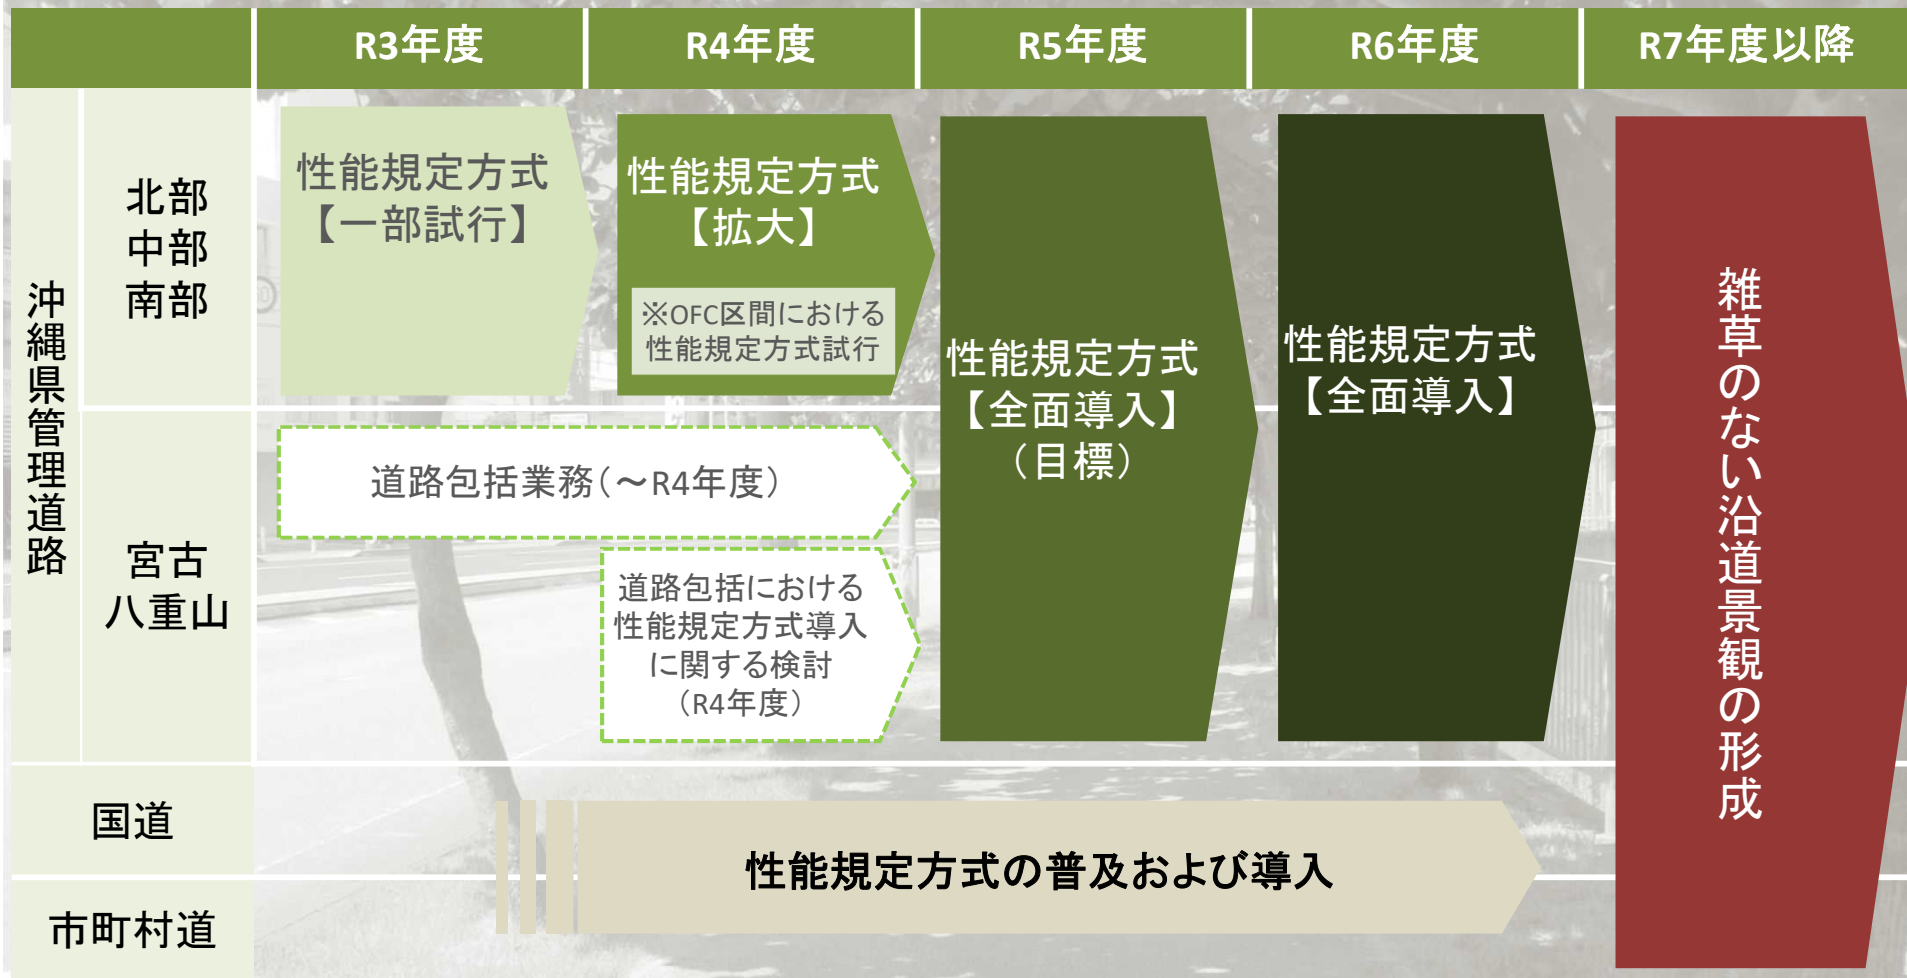 R3年度
R4年度
R5年度
R6年度
R7年度以降
沖縄県管理道路
北部
中部
南部
性能規定方式
【一部試行】
性能規定方式
【拡大】
※OFC区間における
性能規定方式試行
性能規定方式
【全面導入】
（目標）
性能規定方式
【全面導入】
雑草のない沿道景観の形成
宮古
八重山
道路包括業務（～R4年度）
道路包括における
性能規定方式導入
に関する検討
（R4年度）
国道
市町村道
性能規定方式の普及および導入